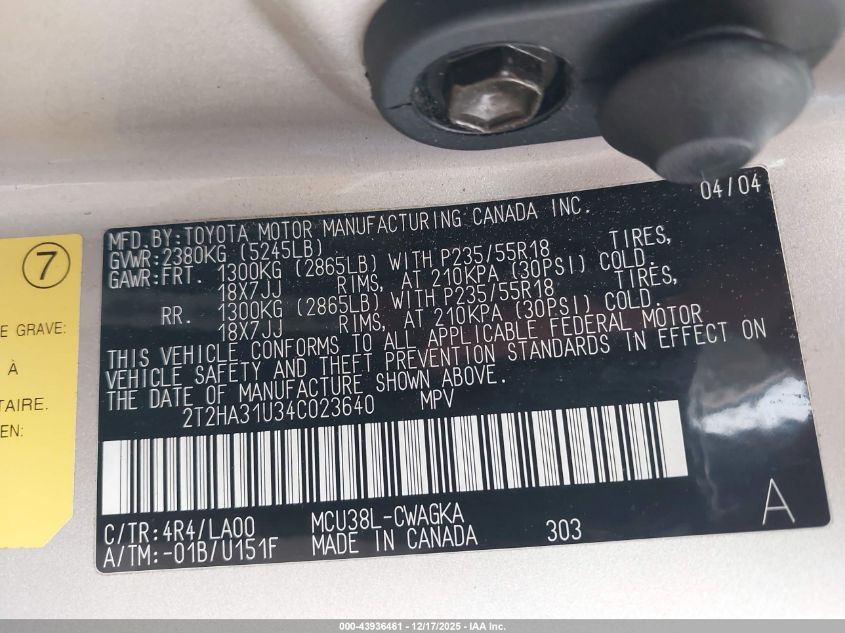 04/04
MFD.BY:TOYOTA MOTOR MANUFACTURING CANADA INC.
GVWR:2380KG (5245LB)
GAWR:FRT. 1300KG (2865LB) WITH P235/55R18 TIRES,
18X7JJ RIMS, AT 210KPA (30PSI) COLD.
RR. 1300KG (2865LB) WITH P235/55R18 TIRES,
18X7JJ RIMS, AT 210KPA (30PSI) COLD.
THIS VEHICLE CONFORMS TO ALL APPLICABLE FEDERAL MOTOR
VEHICLE SAFETY AND THEFT PREVENTION STANDARDS IN EFFECT ON
THE DATE OF MANUFACTURE SHOWN ABOVE.
2T2HA31U34C023640 MPV
C/TR:4R4/LA00 MCU38L-CWAGKA
A/TM:-01B/U151F MADE IN CANADA 303
A
7
E GRAVE:
À
TAIRE.
EN:
000-43936461 - 12/17/2025 - IAA Inc.